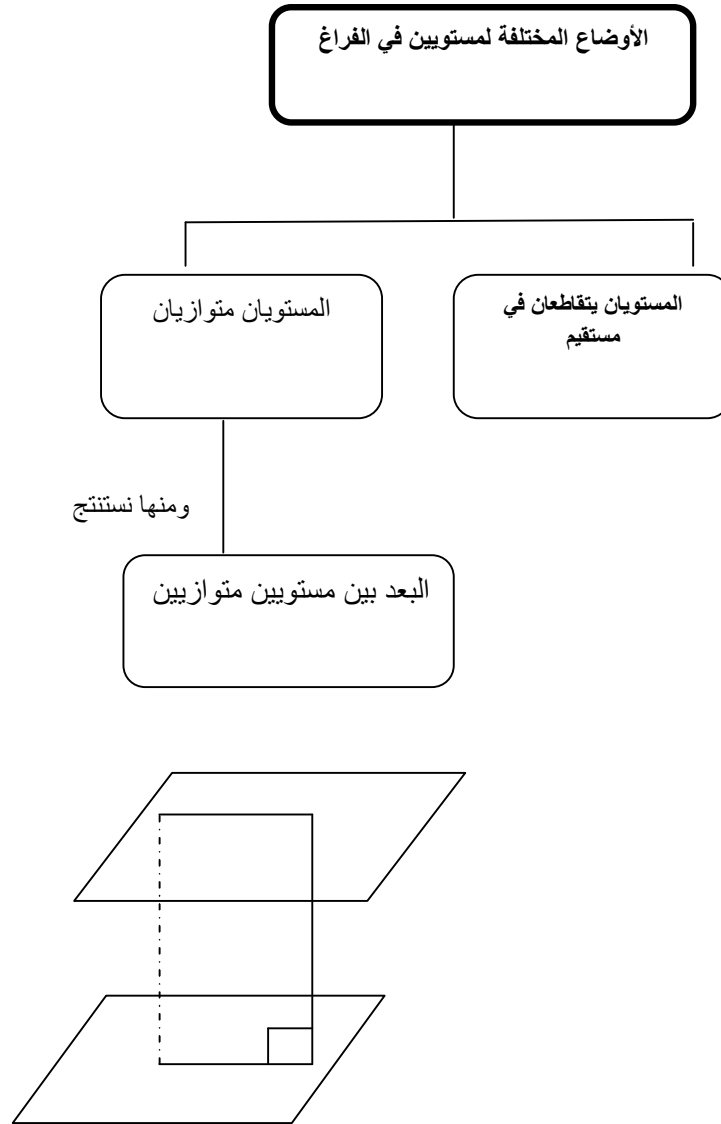 الأوضاع المختلفة لمستويين في الفراغ
المستويان يتقاطعان في
مستقيم
المستويان متوازيان
ومنها نستنتج
البعد بين مستويين متوازيين